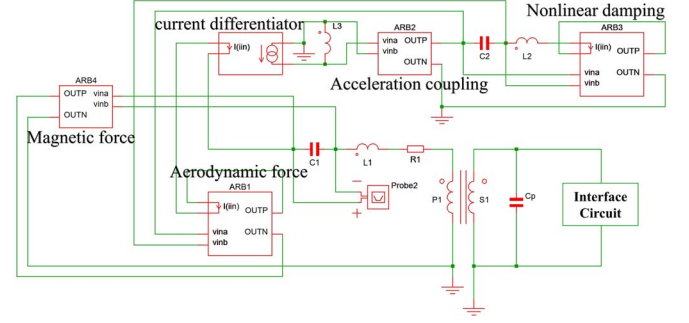 Nonlinear damping
current differentiator
L3
ARB2
ARB3
I(iin)
vina
vinb
OUTP
OUTN
C2
L2
I(iin)
OUTP
OUTN
vina
vinb
Acceleration coupling
ARB4
OUTP
vina
vinb
OUTN
Magnetic force
C1
L1
R1
Aerodynamic force
ARB1
I(iin)
OUTP
vina
OUTN
vinb
Probe2
P1
S1
Cp
Interface
Circuit